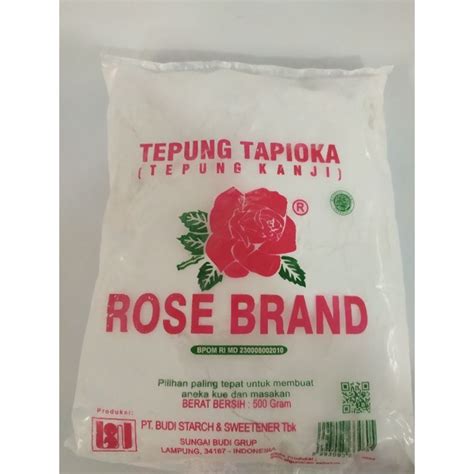 TEPUNG TAPIOKA
(TEPUNG KANJI)
®
ROSE BRAND
BPOM RI MD 230008002010
Pilihan paling tepat untuk membuat
aneka kue dan masakan
BERAT BERSIH : 500 Gram
Produksi:
PT. BUDI STARCH & SWEETENER Tbk
SUNGAI BUDI GRUP
LAMPUNG, 34167 - INDONESIA